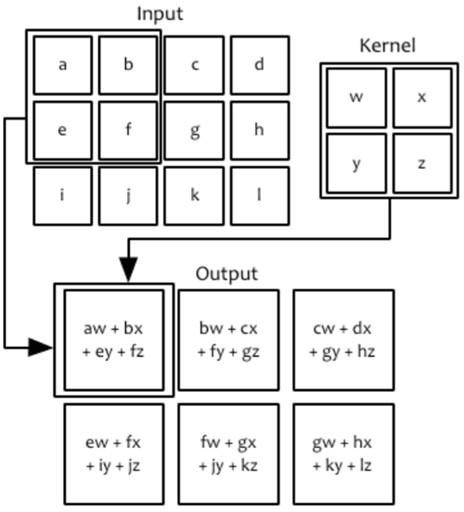 Input
a b c d
Kernel
w x
e f g h
y z
i j k l
Output
aw + bx
+ ey + fz
bw + cx
+ fy + gz
cw + dx
+ gy + hz
ew + fx
+ iy + jz
fw + gx
+ jy + kz
gw + hx
+ ky + lz